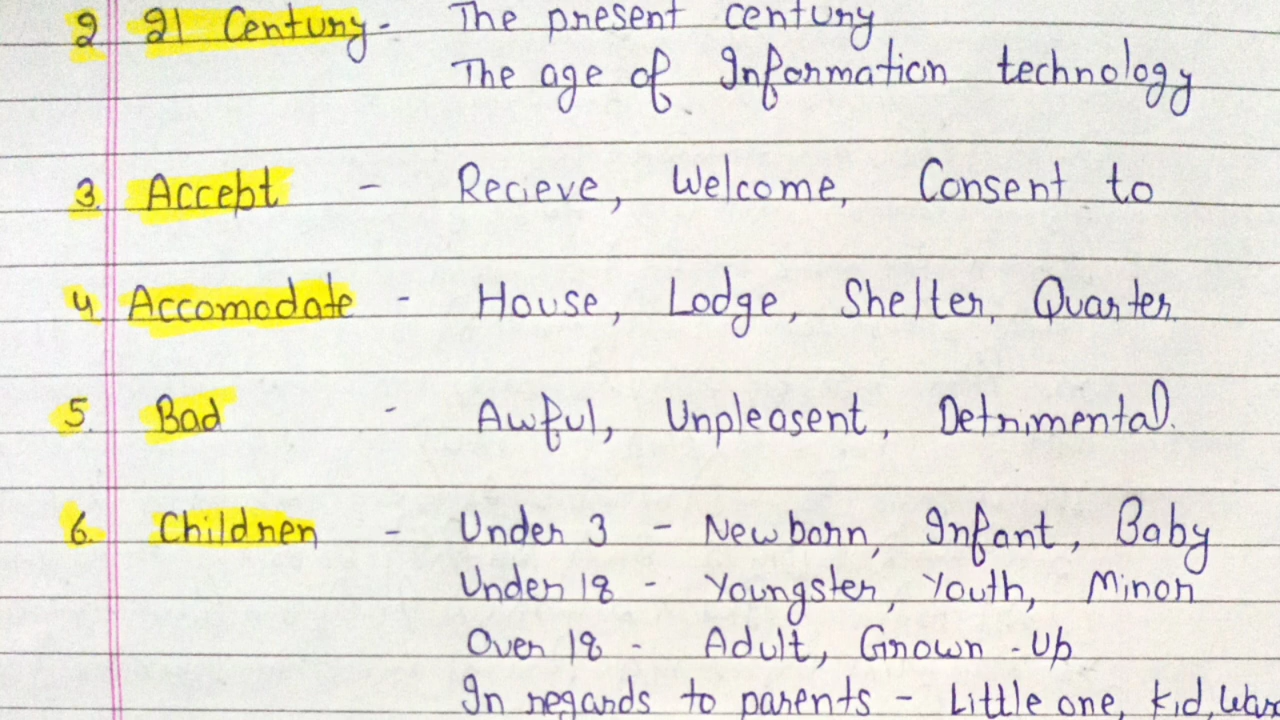 2 21 Century - The present century
The age of Information technology
3. Accept - Recieve, Welcome, Consent to
4. Accomodate - House, Lodge, Shelter, Quarter.
5. Bad - Awful, Unpleasent, Detrimental.
6. Children - Under 3 - New born, Infant, Baby
Under 18 - Youngster, Youth, Minor
Over 18 - Adult, Grown - Up
In regards to parents - Little one, Kid,